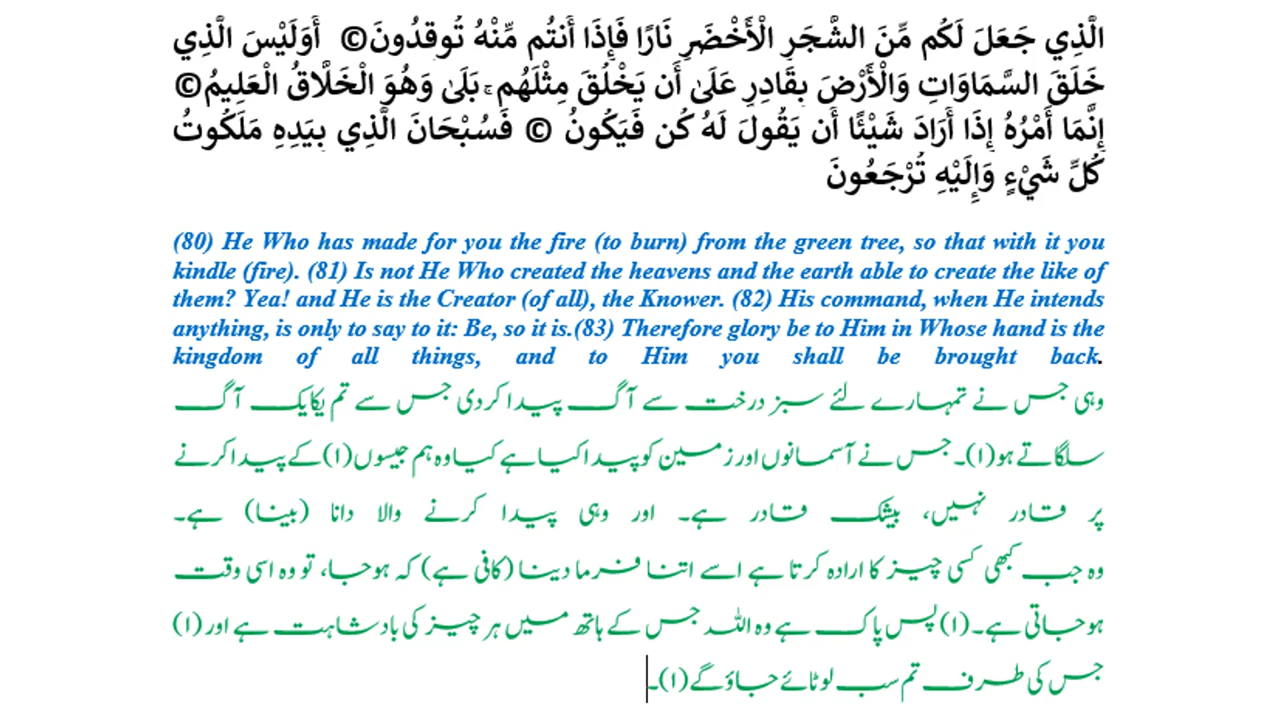 الَّذِي جَعَلَ لَكُم مِّنَ الشَّجَرِ الْأَخْضَرِ نَارًا فَإِذَا أَنتُم مِّنْهُ تُوقِدُونَ © أَوَلَيْسَ الَّذِي
خَلَقَ السَّمَاوَاتِ وَالْأَرْضَ بِقَادِرٍ عَلَىٰ أَن يَخْلُقَ مِثْلَهُم ۚ بَلَىٰ وَهُوَ الْخَلَّاقُ الْعَلِيمُ ©
إِنَّمَا أَمْرُهُ إِذَا أَرَادَ شَيْئًا أَن يَقُولَ لَهُ كُن فَيَكُونُ © فَسُبْحَانَ الَّذِي بِيَدِهِ مَلَكُوتُ
كُلِّ شَيْءٍ وَإِلَيْهِ تُرْجَعُونَ
(80) He Who has made for you the fire (to burn) from the green tree, so that with it you
kindle (fire). (81) Is not He Who created the heavens and the earth able to create the like of
them? Yea! and He is the Creator (of all), the Knower. (82) His command, when He intends
anything, is only to say to it: Be, so it is.(83) Therefore glory be to Him in Whose hand is the
kingdom of all things, and to Him you shall be brought back.
وہی جس نے تمہارے لئے سبز درخت سے آگ پیدا کردی جس سے تم یکایک آگ
سلگاتے ہو(۱)۔جس نے آسمانوں اور زمین کو پیدا کیا ہے کیا وہ ہم جیسوں(۱)کے پیدا کرنے
پر قادر نہیں، بیشک قادر ہے۔ اور وہی پیدا کرنے والا دانا (بینا) ہے۔
وہ جب کبھی کسی چیز کا ارادہ کرتا ہے اسے اتنا فرما دینا (کافی ہے) کہ ہوجا، تو وہ اسی وقت
ہوجاتی ہے۔(۱)پس پاک ہے وہ اللہ جس کے ہاتھ میں ہر چیز کی بادشاہت ہے اور(۱)
جس کی طرف تم سب لوٹائے جاؤ گے(۱)۔